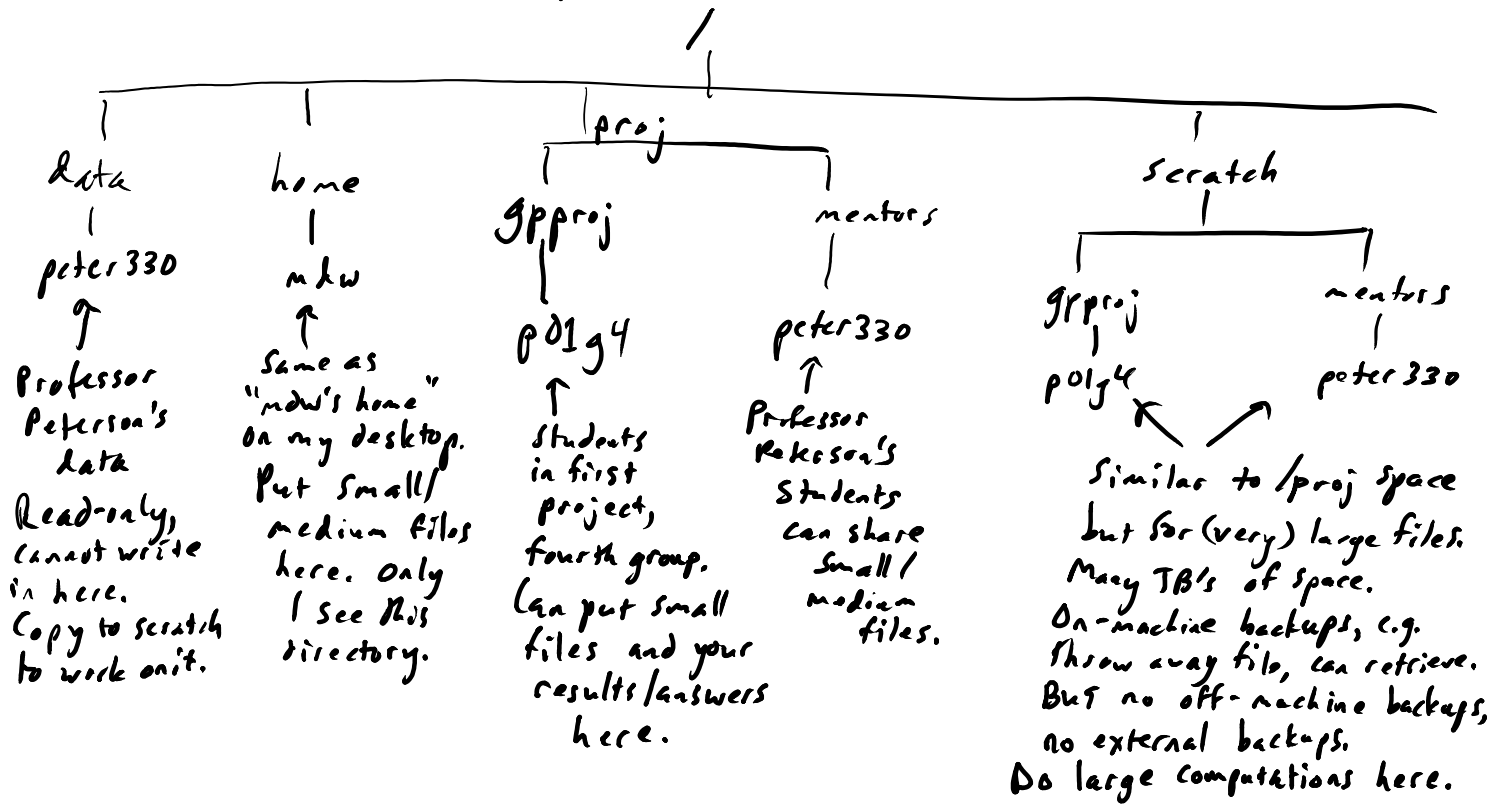 /
data
home
proj
scratch
peter330
mdw
gpproj
mentors
p01g4
peter330
grproj
mentors
p01g4
peter330
Professor
Peterson's
data
Read-only,
cannot write
in here.
Copy to scratch
to work on it.
Same as
"mdw's home"
on my desktop.
Put small/
medium files
here. Only
I see this
directory.
Students
in first
project,
fourth group.
Can put small
files and your
results/answers
here.
Professor
Peterson's
Students
can share
small/
medium
files.
Similar to /proj space
but for (very) large files.
Many TB's of space.
On-machine backups, e.g.
throw away file, can retrieve.
But no off-machine backups,
no external backups.
Do large computations here.